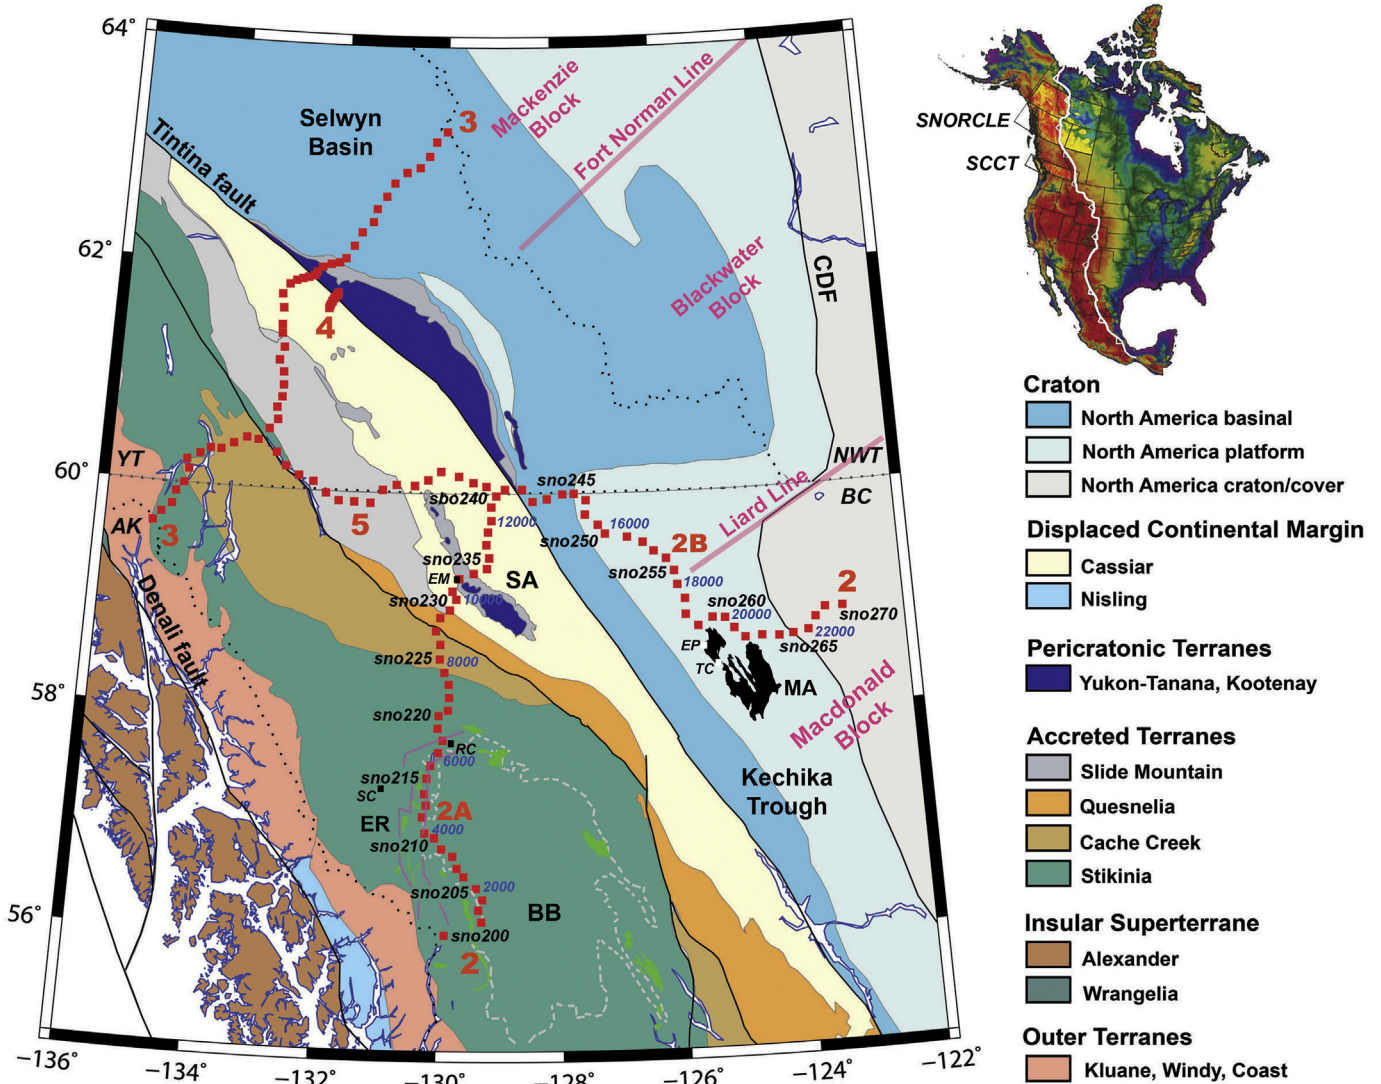 64°
62°
60°
58°
56°
−136°
−134°
−132°
−130°
−128°
−126°
−124°
−122°
Selwyn
Basin
3
Mackenzie
Block
Fort Norman Line
Tintina fault
4
Blackwater
Block
CDF
YT
AK
3
5
NWT
BC
Liard Line
sno245
sbo240
12000
16000
sno250
2B
sno235
EM
SA
sno255
18000
2
sno230
10000
sno260
20000
sno270
22000
sno265
EP
TC
MA
Denali fault
sno225
8000
sno220
Macdonald
Block
RC
6000
sno215
SC
Kechika
Trough
2A
ER
4000
sno210
sno205
2000
BB
sno200
2
SNORCLE
SCCT
Craton
North America basinal
North America platform
North America craton/cover
Displaced Continental Margin
Cassiar
Nisling
Pericratonic Terranes
Yukon-Tanana, Kootenay
Accreted Terranes
Slide Mountain
Quesnelia
Cache Creek
Stikinia
Insular Superterrane
Alexander
Wrangelia
Outer Terranes
Kluane, Windy, Coast